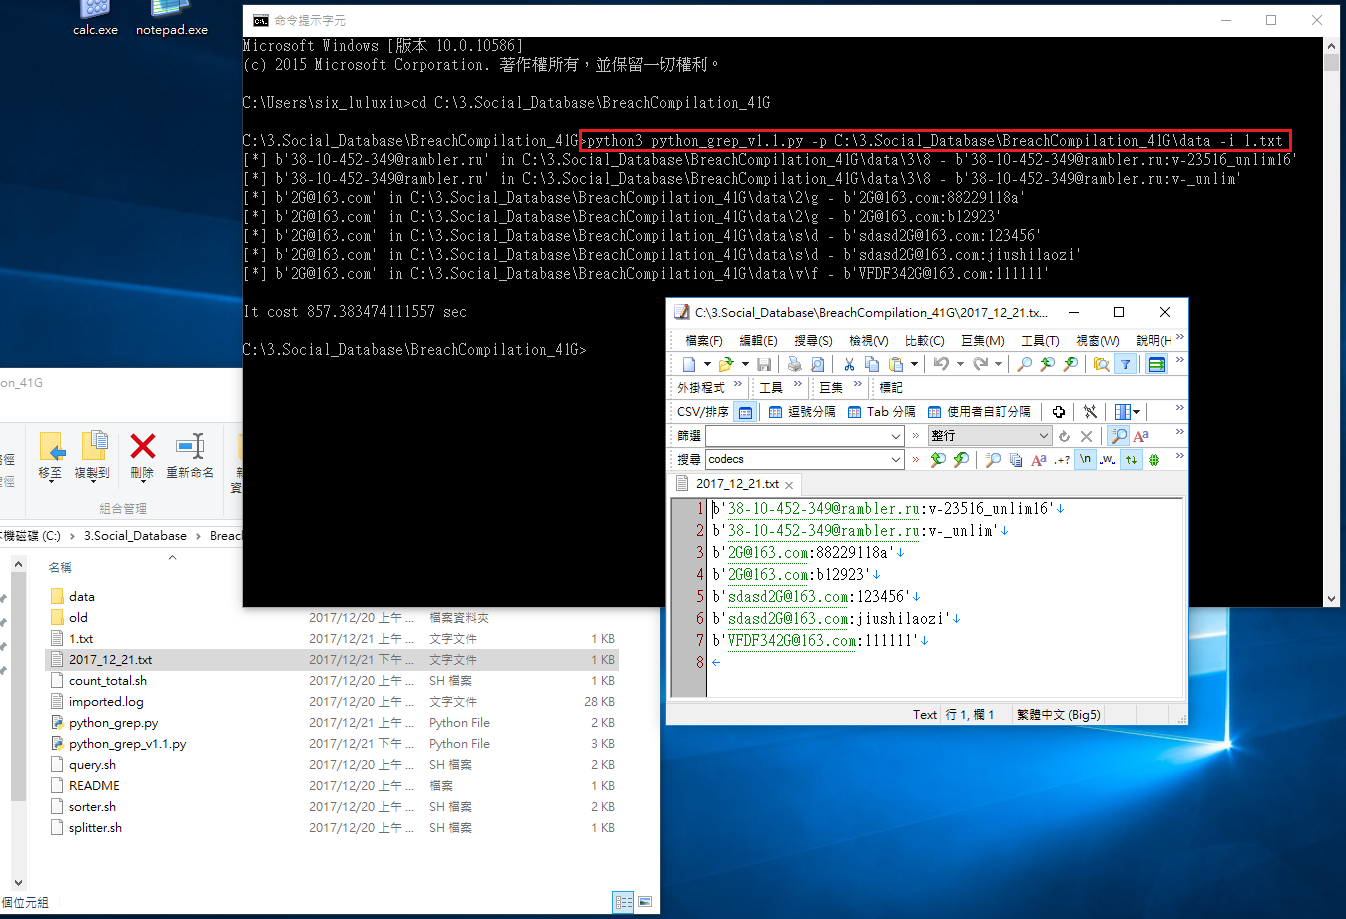 calc.exe
notepad.exe
命令提示字元
Microsoft Windows [版本 10.0.10586]
(c) 2015 Microsoft Corporation. 著作權所有，並保留一切權利。
C:\Users\six_luluxiu>cd C:\3.Social_Database\BreachCompilation_41G
C:\3.Social_Database\BreachCompilation_41G>python3 python_grep_v1.1.py -p C:\3.Social_Database\BreachCompilation_41G\data -i 1.txt
[*] b'38-10-452-349@rambler.ru' in C:\3.Social_Database\BreachCompilation_41G\data\3\8 - b'38-10-452-349@rambler.ru:v-23516_unlim16'
[*] b'38-10-452-349@rambler.ru' in C:\3.Social_Database\BreachCompilation_41G\data\3\8 - b'38-10-452-349@rambler.ru:v-_unlim'
[*] b'2G@163.com' in C:\3.Social_Database\BreachCompilation_41G\data\2\g - b'2G@163.com:88229118a'
[*] b'2G@163.com' in C:\3.Social_Database\BreachCompilation_41G\data\2\g - b'2G@163.com:b12923'
[*] b'2G@163.com' in C:\3.Social_Database\BreachCompilation_41G\data\s\d - b'sdasd2G@163.com:123456'
[*] b'2G@163.com' in C:\3.Social_Database\BreachCompilation_41G\data\s\d - b'sdasd2G@163.com:jiushilaozi'
[*] b'2G@163.com' in C:\3.Social_Database\BreachCompilation_41G\data\v\f - b'VFDF342G@163.com:111111'
It cost 857.383474111557 sec
C:\3.Social_Database\BreachCompilation_41G>
C:\3.Social_Database\BreachCompilation_41G\2017_12_21.tx...
檔案(F) 編輯(E) 搜尋(S) 檢視(V) 比較(C) 巨集(M) 工具(T) 視窗(W) 說明(H
外掛程式 工具 巨集 標記
CSV/排序 逗號分隔 Tab 分隔 使用者自訂分隔
篩選 整行
搜尋 codecs
2017_12_21.txt
1 b'38-10-452-349@rambler.ru:v-23516_unlim16'
2 b'38-10-452-349@rambler.ru:v-_unlim'
3 b'2G@163.com:88229118a'
4 b'2G@163.com:b12923'
5 b'sdasd2G@163.com:123456'
6 b'sdasd2G@163.com:jiushilaozi'
7 b'VFDF342G@163.com:111111'
8
Text 行 1, 欄 1 繁體中文 (Big5)
on_41G
移至 複製到 刪除 重新命名
組合管理
本機磁碟 (C:) > 3.Social_Database > Breach
名稱
data
old 2017/12/20 上午 ... 檔案資料夾
1.txt 2017/12/21 上午 ... 文字文件 1 KB
2017_12_21.txt 2017/12/21 下午 ... 文字文件 1 KB
count_total.sh 2017/12/20 上午 ... SH 檔案 1 KB
imported.log 2017/12/20 上午 ... 文字文件 28 KB
python_grep.py 2017/12/21 上午 ... Python File 2 KB
python_grep_v1.1.py 2017/12/21 下午 ... Python File 3 KB
query.sh 2017/12/20 上午 ... SH 檔案 2 KB
README 2017/12/20 上午 ... 檔案 1 KB
sorter.sh 2017/12/20 上午 ... SH 檔案 2 KB
splitter.sh 2017/12/20 上午 ... SH 檔案 1 KB
個位元組